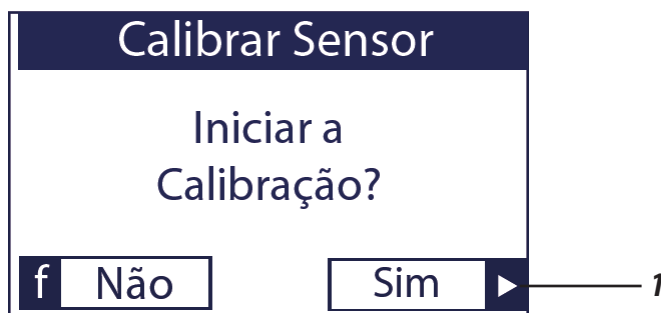 Calibrar Sensor
Iniciar a
Calibração?
f Não Sim ▶ 1